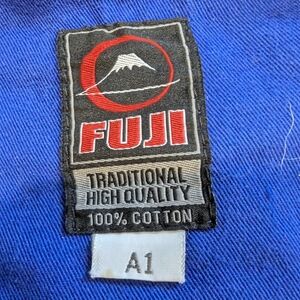 FUJI
TRADITIONAL
HIGH QUALITY
100% COTTON
A1